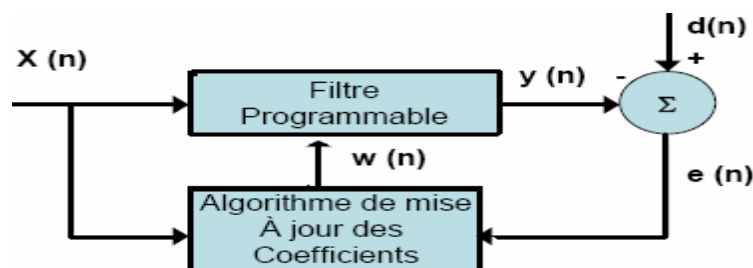 d(n)
X (n)
+
y (n)
-
Filtre
Programmable
Σ
w (n)
e (n)
Algorithme de mise
À jour des
Coefficients